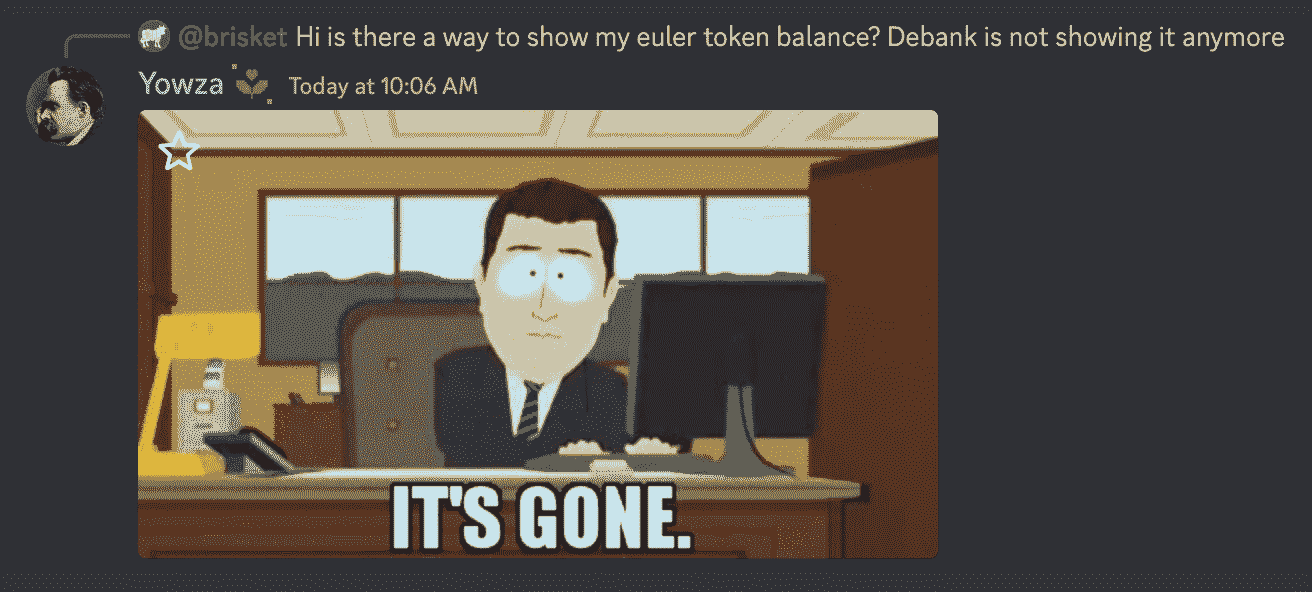 @brisket Hi is there a way to show my euler token balance? Debank is not showing it anymore
Yowza Today at 10:06 AM
IT'S GONE.